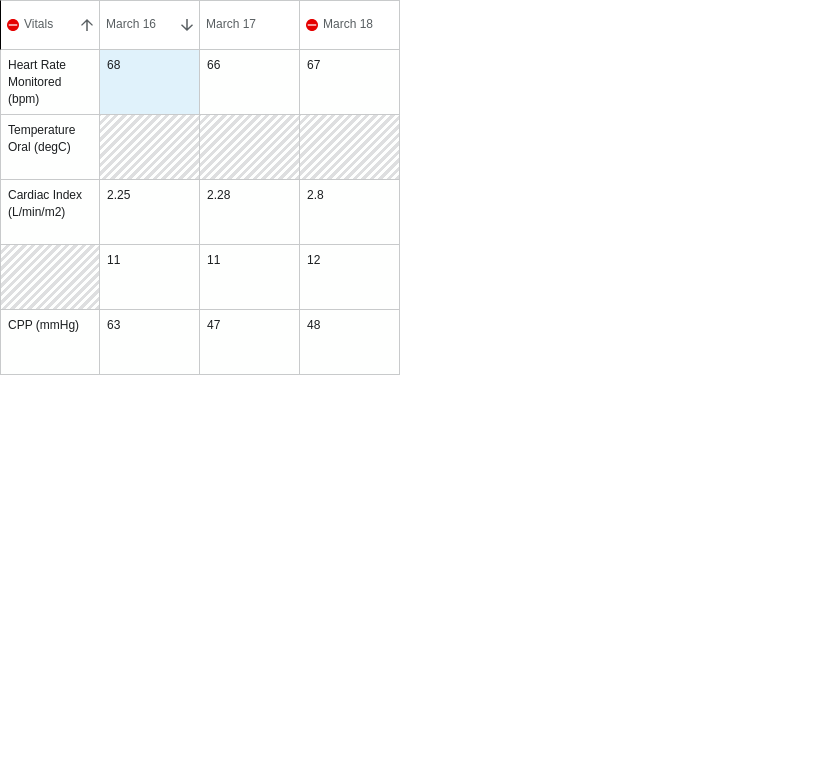 Vitals March 16 March 17 March 18
Heart Rate 68 66 67
Monitored
(bpm)
Temperature
Oral (degC)
Cardiac Index 2.25 2.28 2.8
(L/min/m2)
11 11 12
CPP (mmHg) 63 47 48